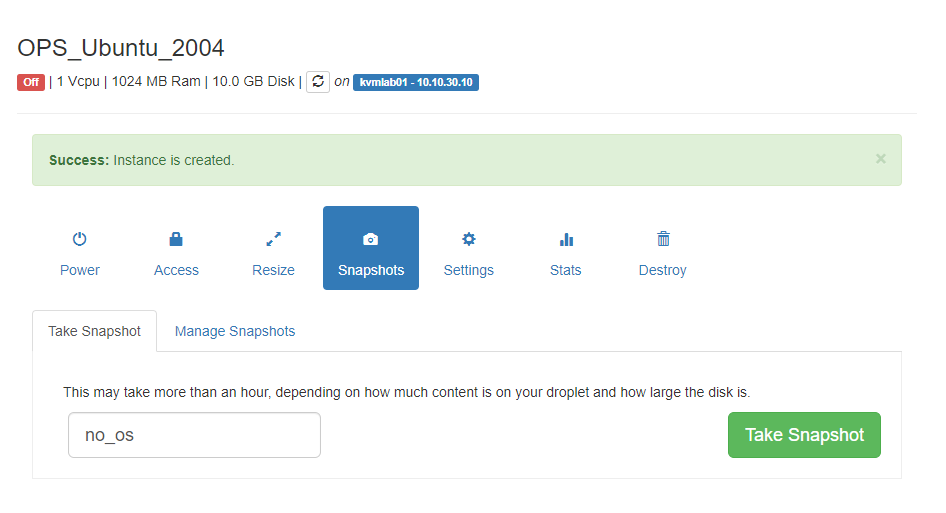 OPS_Ubuntu_2004
Off | 1 Vcpu | 1024 MB Ram | 10.0 GB Disk | on kvmlab01 - 10.10.30.10
Success: Instance is created. ×
Power Access Resize Snapshots Settings Stats Destroy
Take Snapshot Manage Snapshots
This may take more than an hour, depending on how much content is on your droplet and how large the disk is.
no_os Take Snapshot